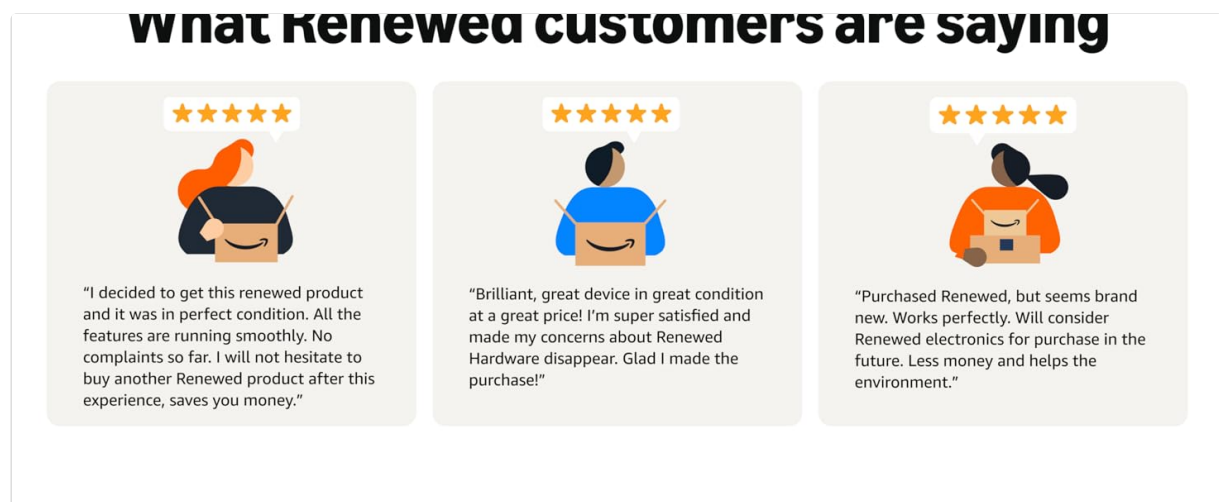 What Renewed customers are saying
“I decided to get this renewed product
and it was in perfect condition. All the
features are running smoothly. No
complaints so far. I will not hesitate to
buy another Renewed product after this
experience, saves you money.”
“Brilliant, great device in great condition
at a great price! I’m super satisfied and
made my concerns about Renewed
Hardware disappear. Glad I made the
purchase!”
“Purchased Renewed, but seems brand
new. Works perfectly. Will consider
Renewed electronics for purchase in the
future. Less money and helps the
environment.”